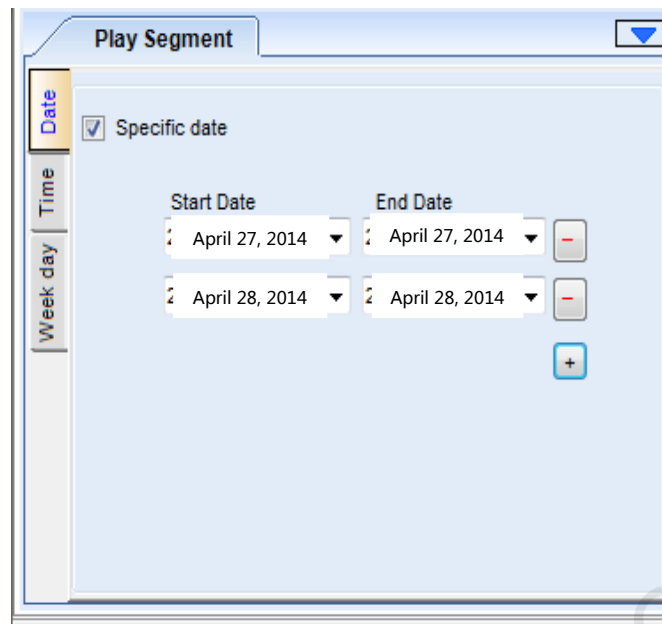 Play Segment
Date
Time
Week day
Specific date
Start Date End Date
April 27, 2014 April 27, 2014 −
April 28, 2014 April 28, 2014 −
+